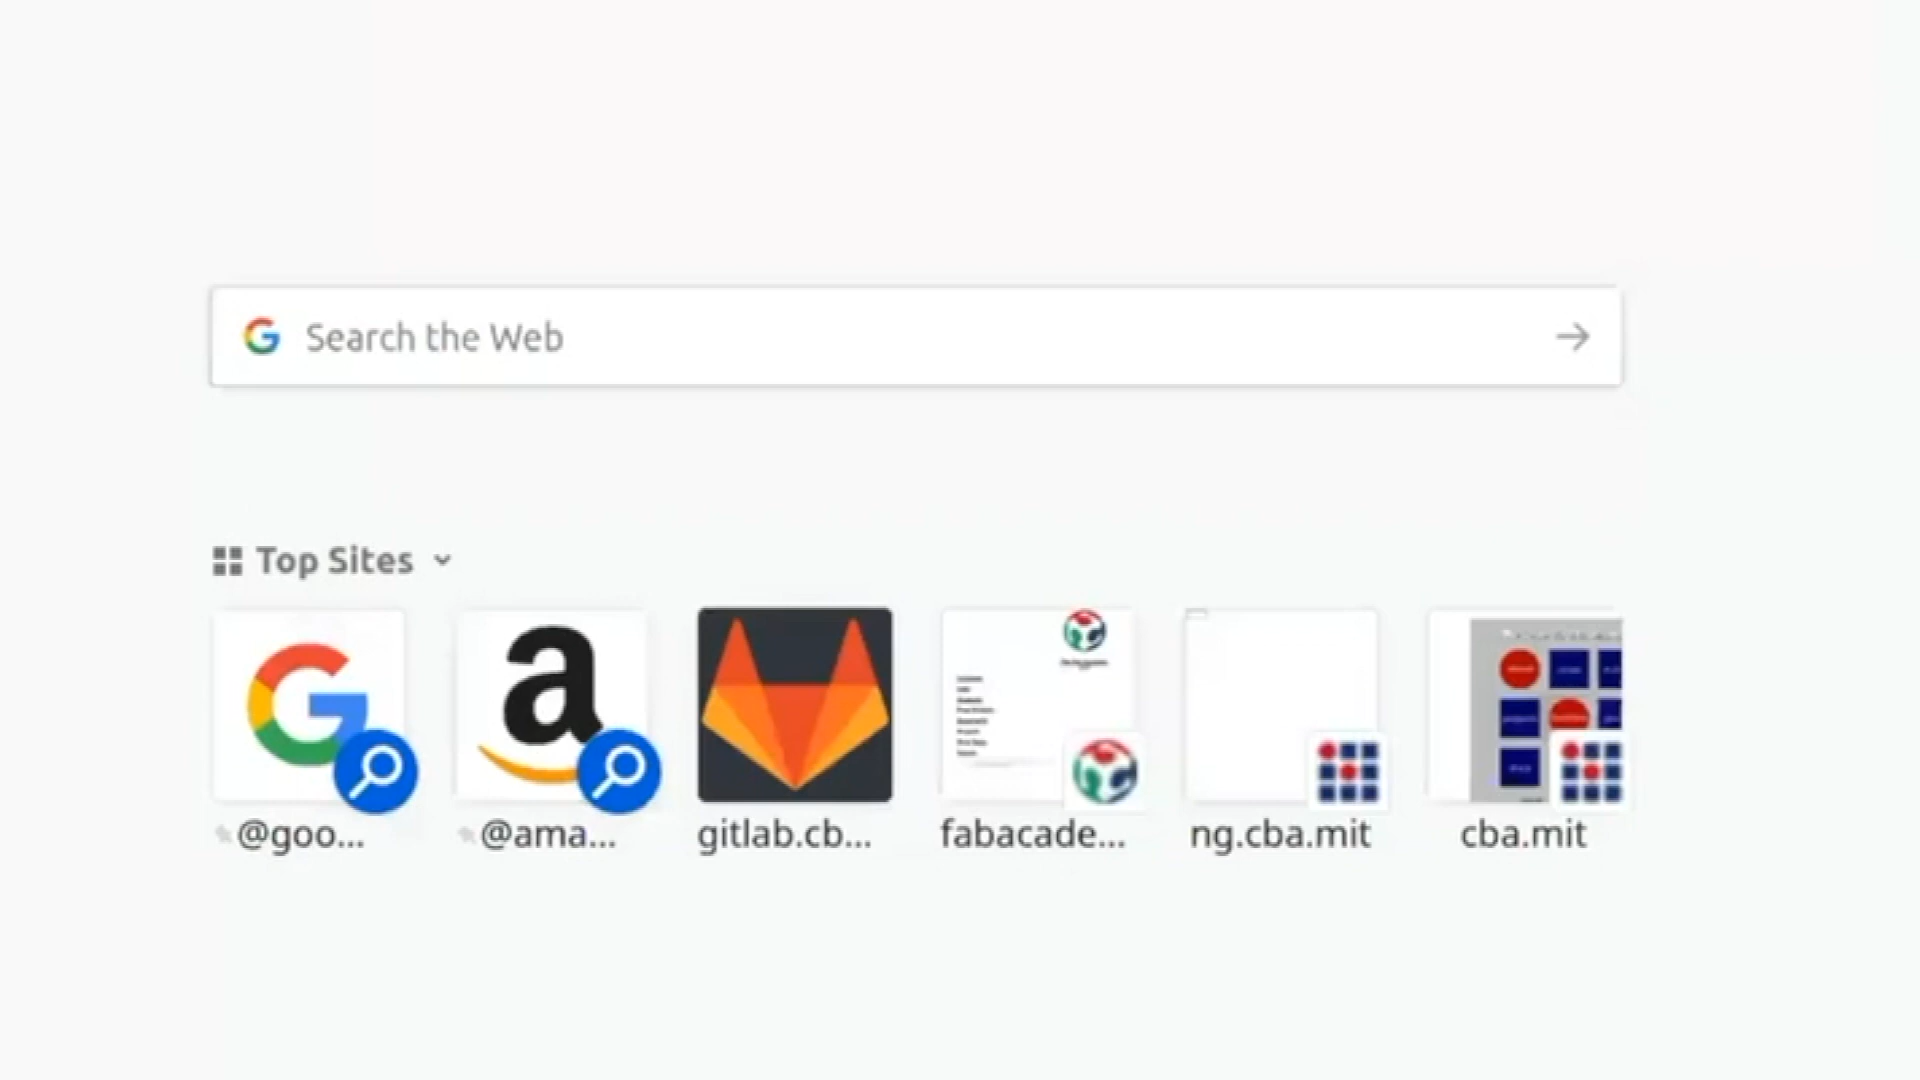 Search the Web
Top Sites
@goo...
@ama...
gitlab.cb...
fabacade...
ng.cba.mit
cba.mit